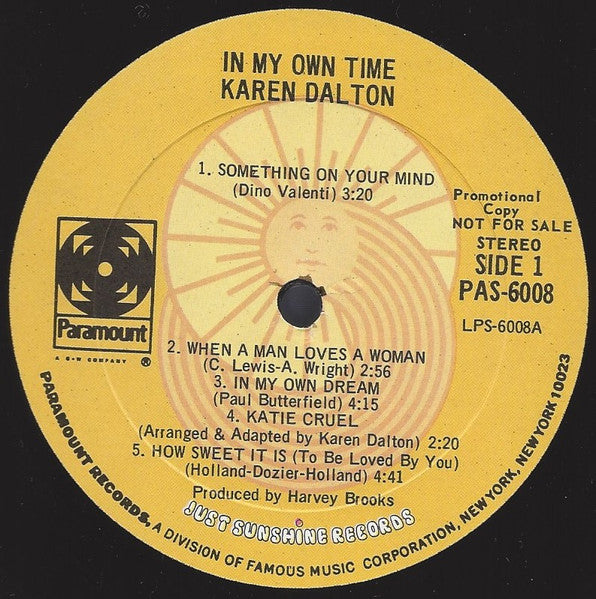 IN MY OWN TIME
KAREN DALTON
1. SOMETHING ON YOUR MIND
(Dino Valenti) 3:20
Promotional
Copy
NOT FOR SALE
STEREO
SIDE 1
PAS-6008
LPS-6008A
Paramount
A G+W COMPANY ®
2. WHEN A MAN LOVES A WOMAN
(C. Lewis-A. Wright) 2:56
3. IN MY OWN DREAM
(Paul Butterfield) 4:15
4. KATIE CRUEL
(Arranged & Adapted by Karen Dalton) 2:20
5. HOW SWEET IT IS (To Be Loved By You)
(Holland-Dozier-Holland) 4:41
Produced by Harvey Brooks
JUST SUNSHINE RECORDS
PARAMOUNT RECORDS, A DIVISION OF FAMOUS MUSIC CORPORATION, NEW YORK, NEW YORK 10023